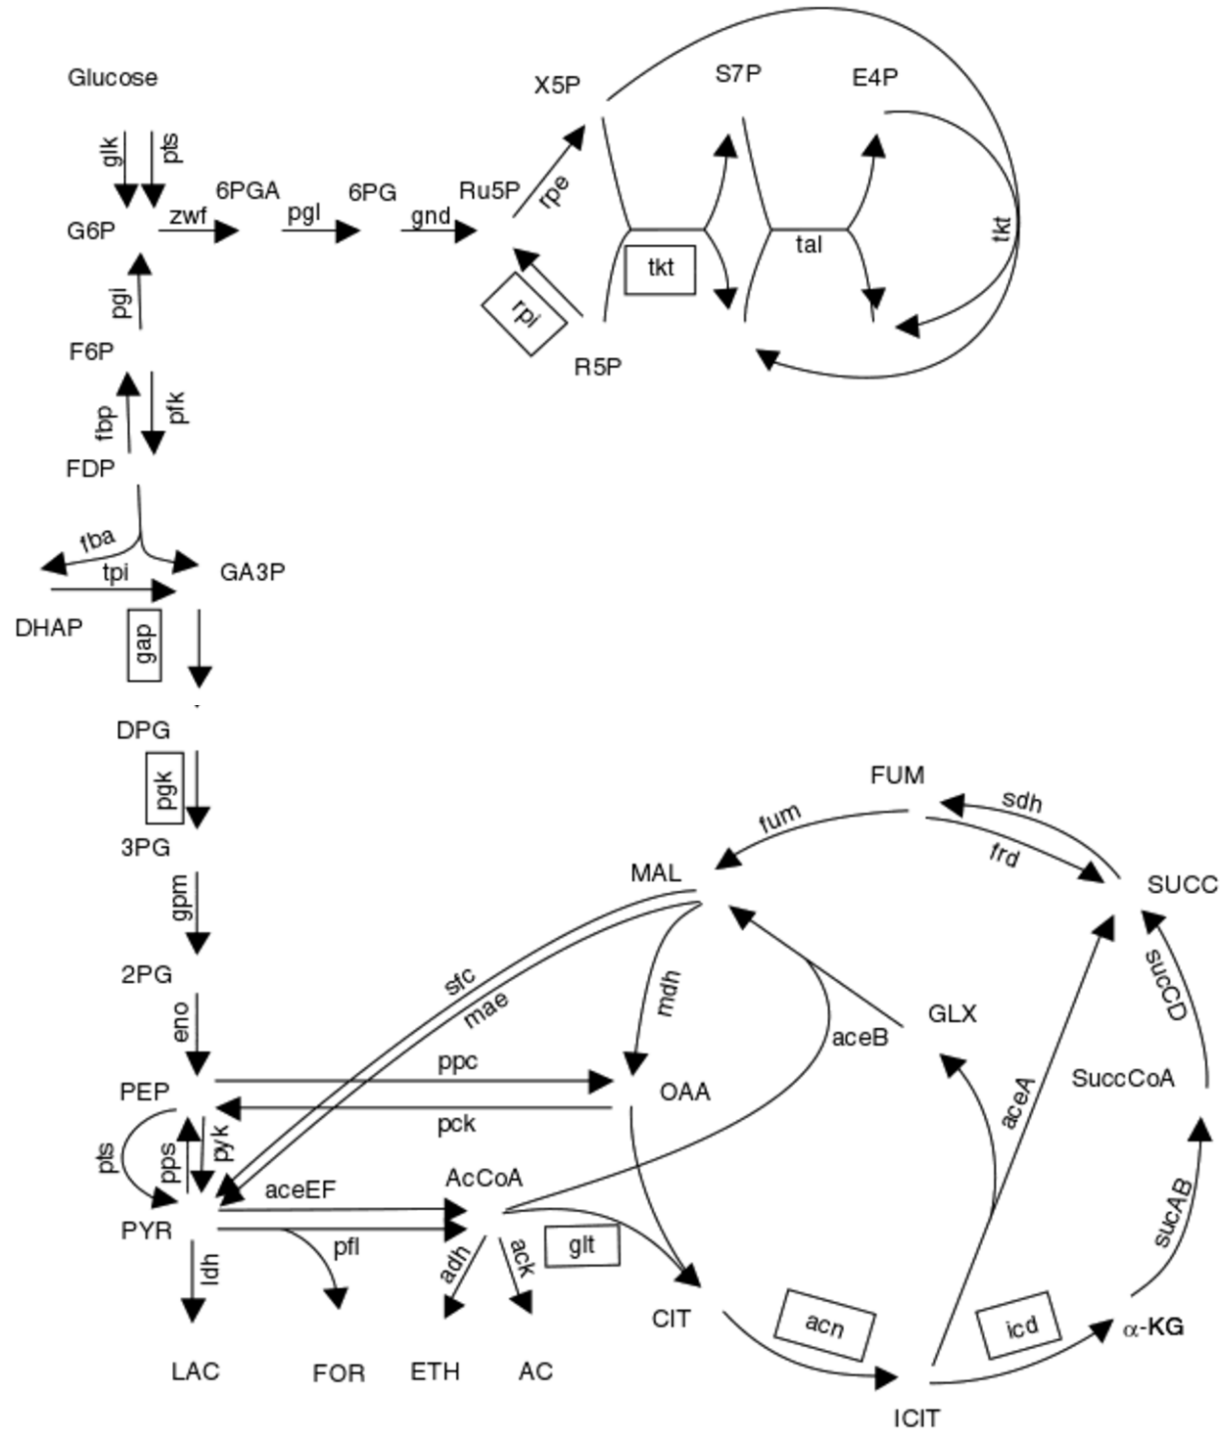 Glucose
X5P
S7P
E4P
glk
pts
6PGA
6PG
Ru5P
rpe
G6P
zwf
pgl
gnd
tkt
tal
tkt
pgi
rpi
F6P
R5P
fbp
pfk
FDP
fba
tpi
GA3P
DHAP
gap
DPG
pgk
3PG
FUM
sdh
fum
frd
MAL
SUCC
gpm
2PG
sfc
mae
mdh
sucCD
eno
GLX
aceB
ppc
PEP
OAA
SuccCoA
aceA
pck
pts
pps
pyk
AcCoA
aceEF
sucAB
PYR
pfl
adh
ack
glt
ldh
CIT
acn
icd
α-KG
LAC
FOR
ETH
AC
ICIT